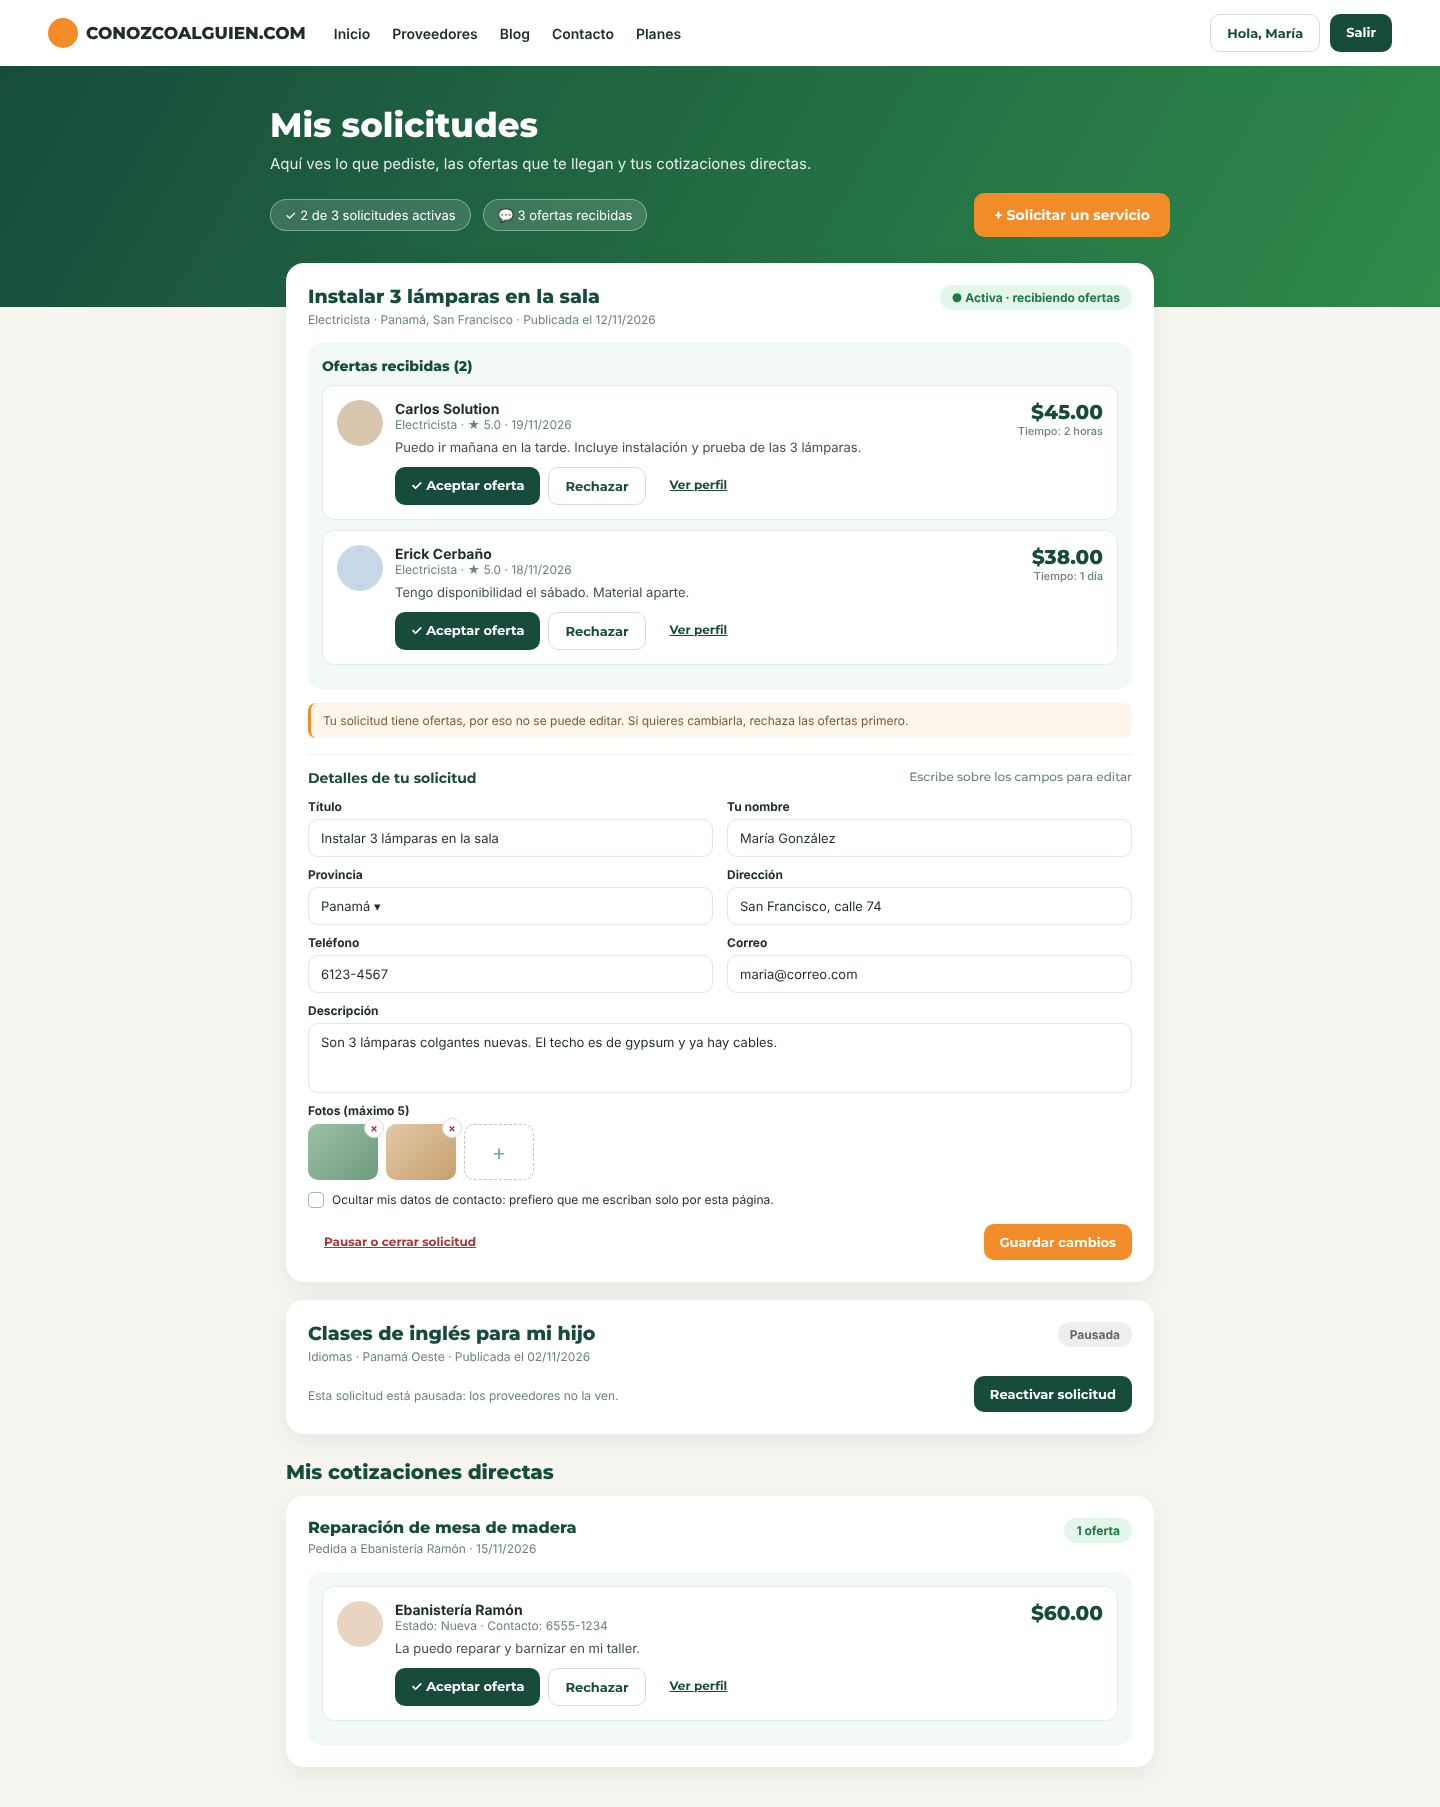 CONOZCOALGUIEN.COM Inicio Proveedores Blog Contacto Planes Hola, María Salir
Mis solicitudes
Aquí ves lo que pediste, las ofertas que te llegan y tus cotizaciones directas.
✓ 2 de 3 solicitudes activas 💬 3 ofertas recibidas + Solicitar un servicio
Instalar 3 lámparas en la sala ● Activa · recibiendo ofertas
Electricista · Panamá, San Francisco · Publicada el 12/11/2026
Ofertas recibidas (2)
Carlos Solution $45.00
Electricista · ★ 5.0 · 19/11/2026 Tiempo: 2 horas
Puedo ir mañana en la tarde. Incluye instalación y prueba de las 3 lámparas.
✓ Aceptar oferta Rechazar Ver perfil
Erick Cerbaño $38.00
Electricista · ★ 5.0 · 18/11/2026 Tiempo: 1 día
Tengo disponibilidad el sábado. Material aparte.
✓ Aceptar oferta Rechazar Ver perfil
Tu solicitud tiene ofertas, por eso no se puede editar. Si quieres cambiarla, rechaza las ofertas primero.
Detalles de tu solicitud Escribe sobre los campos para editar
Título Tu nombre
Instalar 3 lámparas en la sala María González
Provincia Dirección
Panamá ▾ San Francisco, calle 74
Teléfono Correo
6123-4567 maria@correo.com
Descripción
Son 3 lámparas colgantes nuevas. El techo es de gypsum y ya hay cables.
Fotos (máximo 5)
× × +
Ocultar mis datos de contacto: prefiero que me escriban solo por esta página.
Pausar o cerrar solicitud Guardar cambios
Clases de inglés para mi hijo Pausada
Idiomas · Panamá Oeste · Publicada el 02/11/2026
Esta solicitud está pausada: los proveedores no la ven. Reactivar solicitud
Mis cotizaciones directas
Reparación de mesa de madera 1 oferta
Pedida a Ebanistería Ramón · 15/11/2026
Ebanistería Ramón $60.00
Estado: Nueva · Contacto: 6555-1234
La puedo reparar y barnizar en mi taller.
✓ Aceptar oferta Rechazar Ver perfil